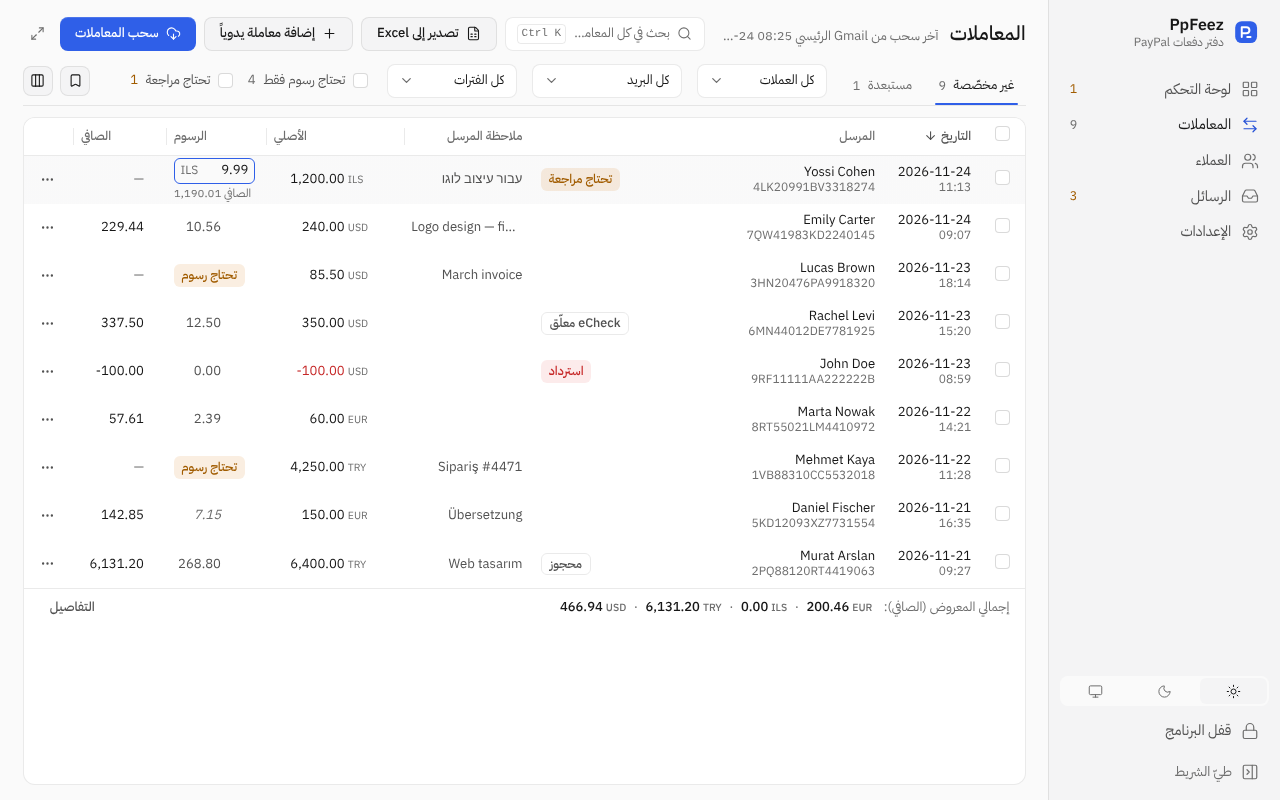 PpFeez
دفتر دفعات PayPal
لوحة التحكم 1
المعاملات 9
العملاء
الرسائل 3
الإعدادات
قفل البرنامج
طيّ الشريط
المعاملات
آخر سحب من Gmail الرئيسي 08:25 24-...
بحث في كل المعامـ... Ctrl K
تصدير إلى Excel
إضافة معاملة يدوياً
سحب المعاملات
غير مخصّصة 9
مستبعدة 1
كل العملات
كل البريد
كل الفترات
تحتاج رسوم فقط 4
تحتاج مراجعة 1
التاريخ ↓ المرسل ملاحظة المرسل الأصلي الرسوم الصافي
2026-11-24 Yossi Cohen تحتاج مراجعة עבור עיצוב לוגו 1,200.00 ILS 9.99 ILS — ...
11:13 4LK20991BV3318274 الصافي 1,190.01
2026-11-24 Emily Carter Logo design — fi... 240.00 USD 10.56 229.44 ...
09:07 7QW41983KD2240145
2026-11-23 Lucas Brown March invoice 85.50 USD تحتاج رسوم — ...
18:14 3HN20476PA9918320
2026-11-23 Rachel Levi eCheck معلّق 350.00 USD 12.50 337.50 ...
15:20 6MN44012DE7781925
2026-11-23 John Doe استرداد -100.00 USD 0.00 -100.00 ...
08:59 9RF11111AA222222B
2026-11-22 Marta Nowak 60.00 EUR 2.39 57.61 ...
14:21 8RT55021LM4410972
2026-11-22 Mehmet Kaya Sipariş #4471 4,250.00 TRY تحتاج رسوم — ...
11:28 1VB88310CC5532018
2026-11-21 Daniel Fischer Übersetzung 150.00 EUR 7.15 142.85 ...
16:35 5KD12093XZ7731554
2026-11-21 Murat Arslan محجوز Web tasarım 6,400.00 TRY 268.80 6,131.20 ...
09:27 2PQ88120RT4419063
إجمالي المعروض (الصافي): 200.46 EUR · 0.00 ILS · 6,131.20 TRY · 466.94 USD التفاصيل